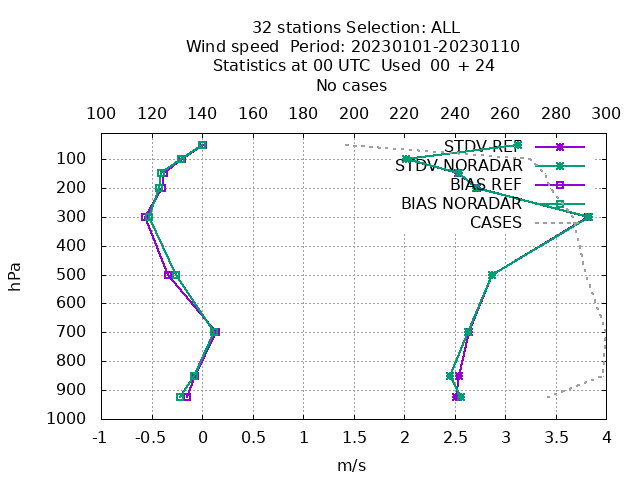 32 stations Selection: ALL
Wind speed  Period: 20230101-20230110
Statistics at 00 UTC  Used  00 + 24
No cases
100 120 140 160 180 200 220 240 260 280 300
STDV REF
STDV NORADAR
BIAS REF
BIAS NORADAR
CASES
hPa
100
200
300
400
500
600
700
800
900
1000
-1 -0.5 0 0.5 1 1.5 2 2.5 3 3.5 4
m/s